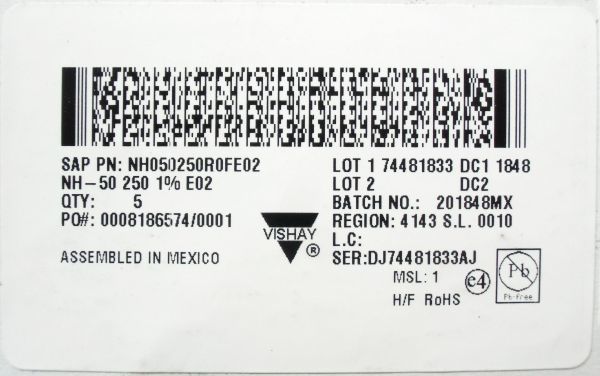 SAP PN: NH050250R0FE02
NH-50 250 1% E02
QTY: 5
PO#: 0008186574/0001
ASSEMBLED IN MEXICO
VISHAY ®
LOT 1 74481833 DC1 1848
LOT 2 DC2
BATCH NO.: 201848MX
REGION: 4143 S.L. 0010
L.C:
SER:DJ74481833AJ
MSL: 1
H/F RoHS
e4
Pb
Pb-Free